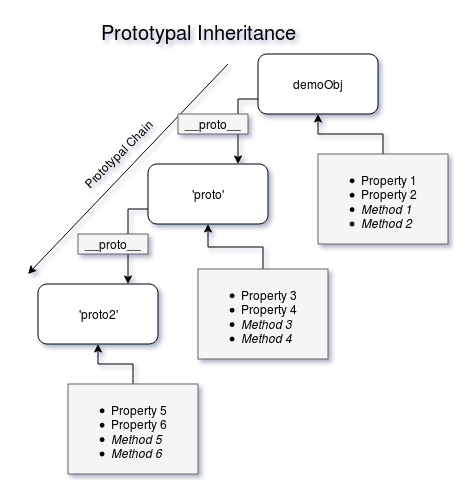 Prototypal Inheritance
demoObj
__proto__
Prototypal Chain
Property 1
Property 2
Method 1
Method 2
'proto'
__proto__
Property 3
Property 4
Method 3
Method 4
'proto2'
Property 5
Property 6
Method 5
Method 6